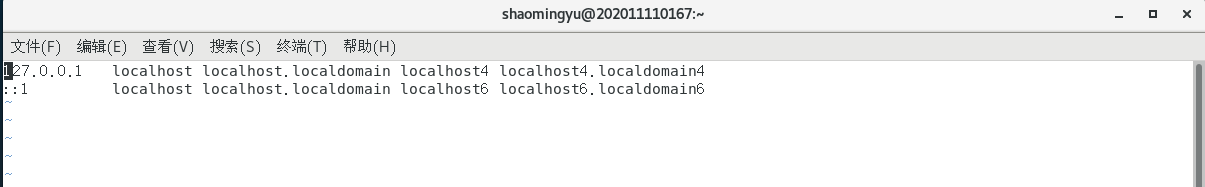 shaomingyu@202011110167:~
文件(F) 编辑(E) 查看(V) 搜索(S) 终端(T) 帮助(H)
127.0.0.1   localhost localhost.localdomain localhost4 localhost4.localdomain4
::1         localhost localhost.localdomain localhost6 localhost6.localdomain6
~
~
~
~
~